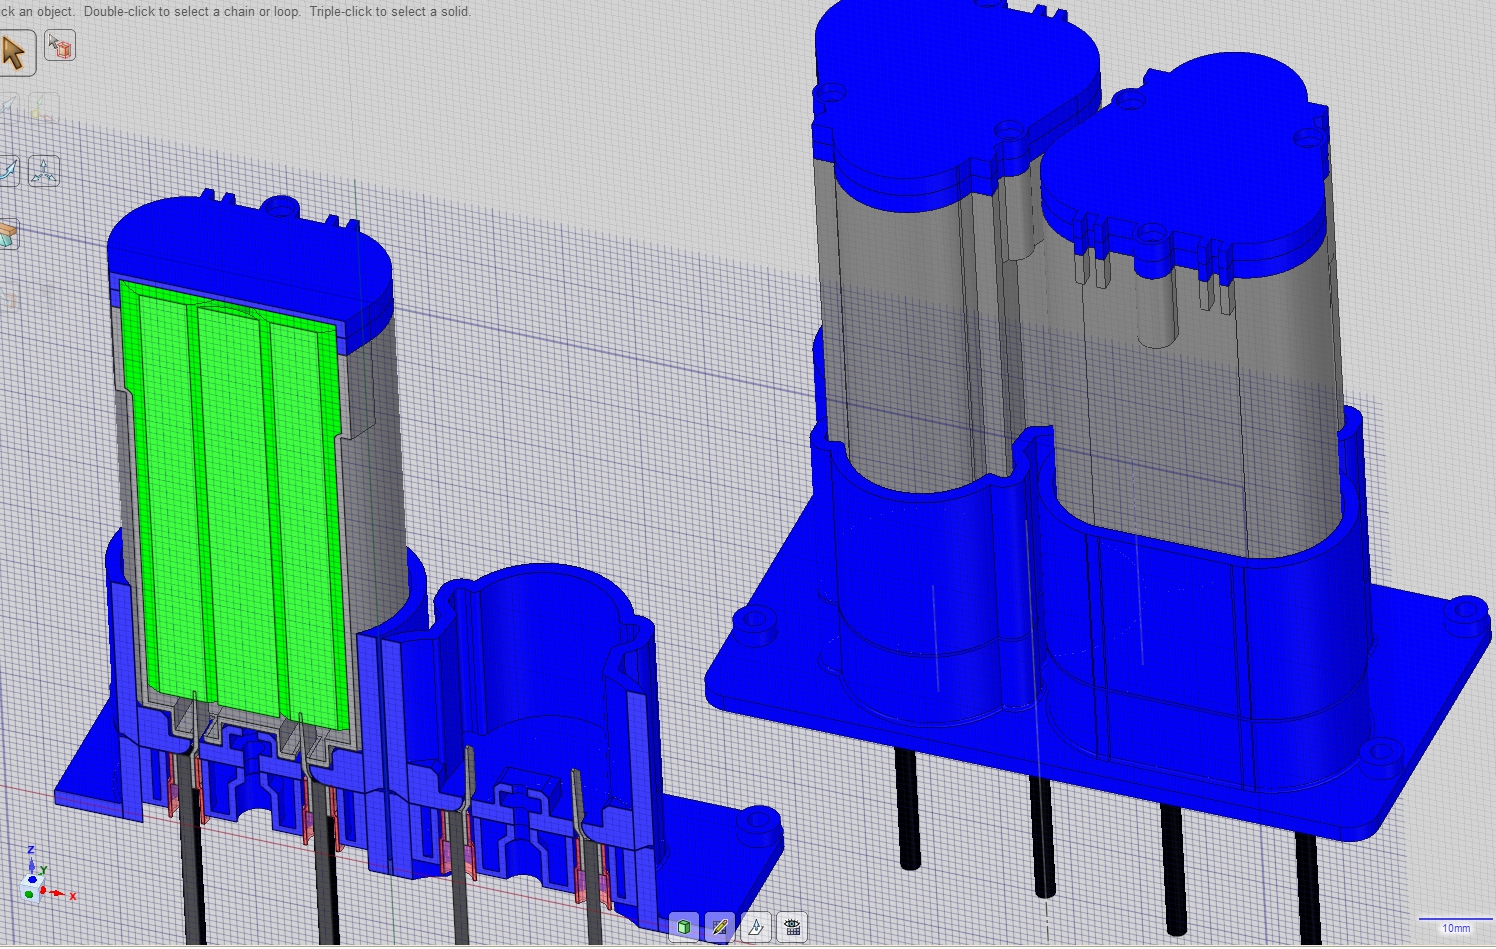 ck an object.  Double-click to select a chain or loop.  Triple-click to select a solid.
Z
Y
X
10mm